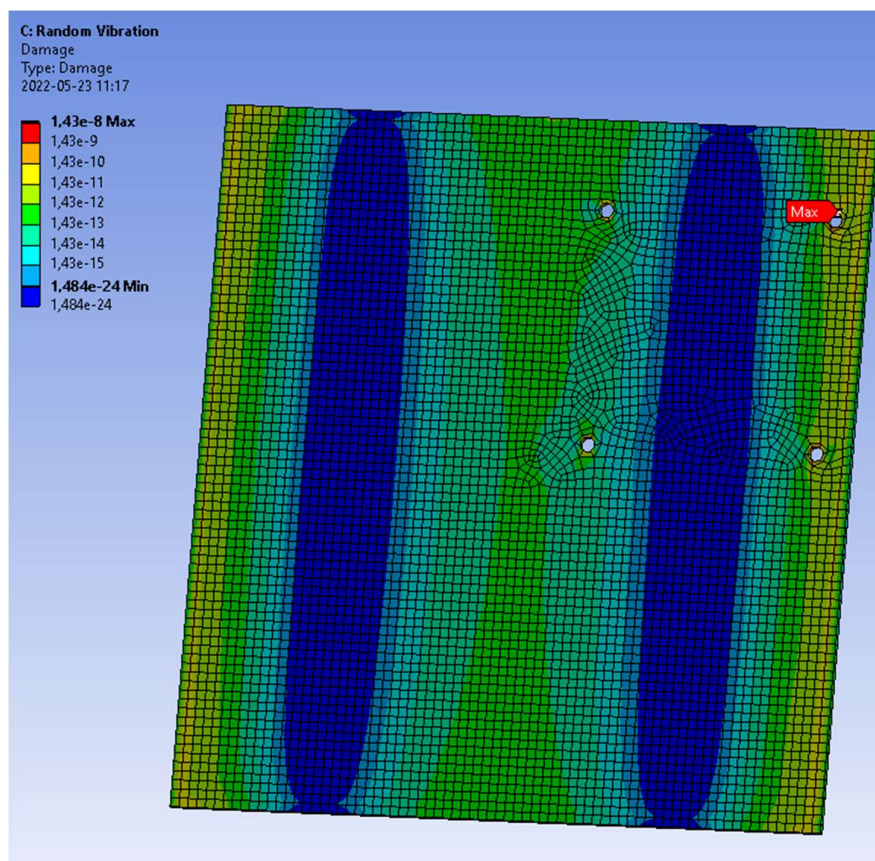 C: Random Vibration
Damage
Type: Damage
2022-05-23 11:17
1,43e-8 Max
1,43e-9
1,43e-10
1,43e-11
1,43e-12
1,43e-13
1,43e-14
1,43e-15
1,484e-24 Min
1,484e-24
Max